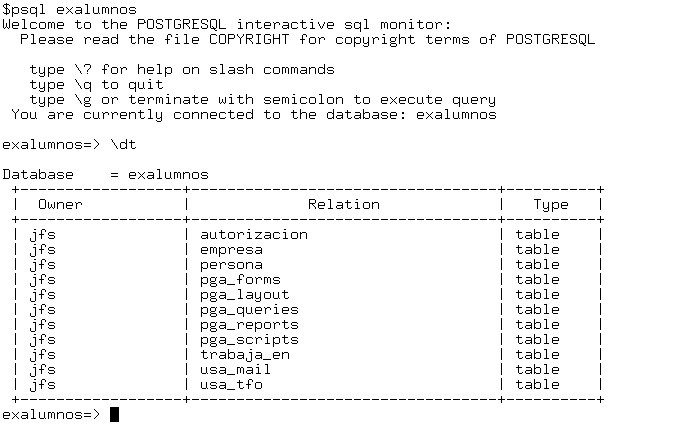 $psql exalumnos
Welcome to the POSTGRESQL interactive sql monitor:
  Please read the file COPYRIGHT for copyright terms of POSTGRESQL

   type \? for help on slash commands
   type \q to quit
   type \g or terminate with semicolon to execute query
 You are currently connected to the database: exalumnos

exalumnos=> \dt

Database    = exalumnos
 +------------------+----------------------------------+----------+
 |  Owner           |             Relation             |   Type   |
 +------------------+----------------------------------+----------+
 | jfs              | autorizacion                     | table    |
 | jfs              | empresa                          | table    |
 | jfs              | persona                          | table    |
 | jfs              | pga_forms                        | table    |
 | jfs              | pga_layout                       | table    |
 | jfs              | pga_queries                      | table    |
 | jfs              | pga_reports                      | table    |
 | jfs              | pga_scripts                      | table    |
 | jfs              | trabaja_en                       | table    |
 | jfs              | usa_mail                         | table    |
 | jfs              | usa_tfo                          | table    |
 +------------------+----------------------------------+----------+
exalumnos=>